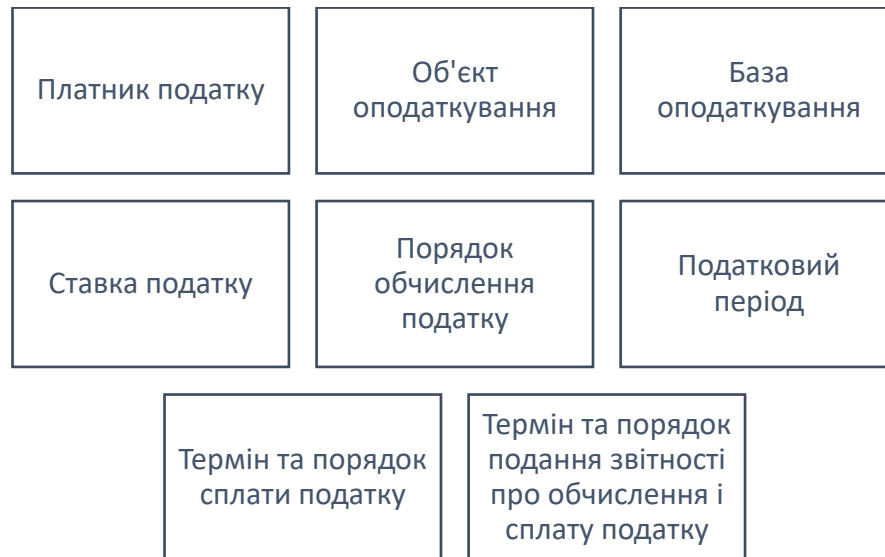 Платник податку
Об'єкт
оподаткування
База
оподаткування
Ставка податку
Порядок
обчислення
податку
Податковий
період
Термін та порядок
сплати податку
Термін та порядок
подання звітності
про обчислення і
сплату податку